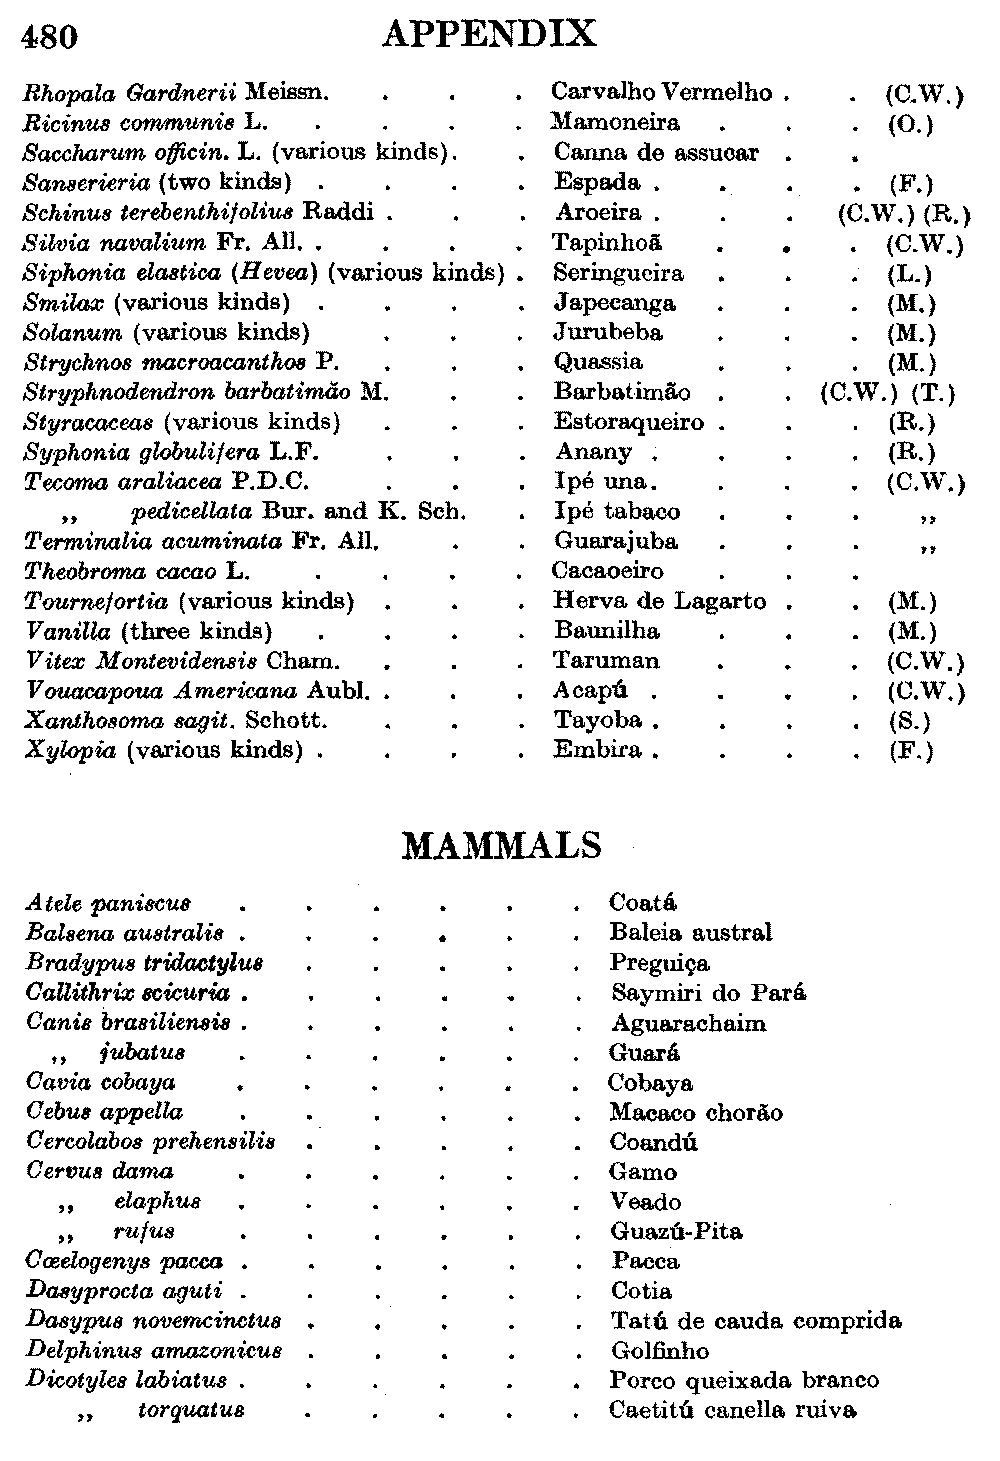 480 APPENDIX
Rhopala Gardnerii Meissn. . . . Carvalho Vermelho . . (C.W.)
Ricinus communis L. . . . . Mamoneira . . . (O.)
Saccharum officin. L. (various kinds). . Canna de assucar . .
Sanserieria (two kinds) . . . . Espada . . . . (F.)
Schinus terebenthifolius Raddi . . . Aroeira . . . (C.W.) (R.)
Silvia navalium Fr. All. . . . . Tapinhoã . . . (C.W.)
Siphonia elastica (Hevea) (various kinds) . Seringueira . . . (L.)
Smilax (various kinds) . . . . Japecanga . . . (M.)
Solanum (various kinds) . . . Jurubeba . . . (M.)
Strychnos macroacanthos P. . . . Quassia . . . (M.)
Stryphnodendron barbatimão M. . . Barbatimão . . (C.W.) (T.)
Styracaceas (various kinds) . . . Estoraqueiro . . . (R.)
Syphonia globulifera L.F. . . . Anany . . . . (R.)
Tecoma araliacea P.D.C. . . . Ipé una. . . . (C.W.)
„ pedicellata Bur. and K. Sch. . Ipé tabaco . . . „
Terminalia acuminata Fr. All. . . Guarajuba . . . „
Theobroma cacao L. . . . . Cacaoeiro . . .
Tournefortia (various kinds) . . . Herva de Lagarto . . (M.)
Vanilla (three kinds) . . . . Baunilha . . . (M.)
Vitex Montevidensis Cham. . . . Taruman . . . (C.W.)
Vouacapoua Americana Aubl. . . . Acapú . . . . (C.W.)
Xanthosoma sagit. Schott. . . . Tayoba . . . . (S.)
Xylopia (various kinds) . . . . Embira . . . . (F.)
MAMMALS
Atele paniscus . . . . . . Coatá
Balsena australis . . . . . . Baleia austral
Bradypus tridactylus . . . . . Preguiça
Callithrix scicuria . . . . . . Saymiri do Pará
Canis brasiliensis . . . . . . Aguarachaim
„ jubatus . . . . . . Guará
Cavia cobaya . . . . . . Cobaya
Cebus appella . . . . . . Macaco chorão
Cercolabos prehensilis . . . . . Coandú
Cervus dama . . . . . . Gamo
„ elaphus . . . . . . Veado
„ rufus . . . . . . Guazú-Pita
Cœelogenys pacca . . . . . . Pacca
Dasyprocta aguti . . . . . . Cotia
Dasypus novemcinctus . . . . . Tatú de cauda comprida
Delphinus amazonicus . . . . . Golfinho
Dicotyles labiatus . . . . . . Porco queixada branco
„ torquatus . . . . . Caetitú canella ruiva